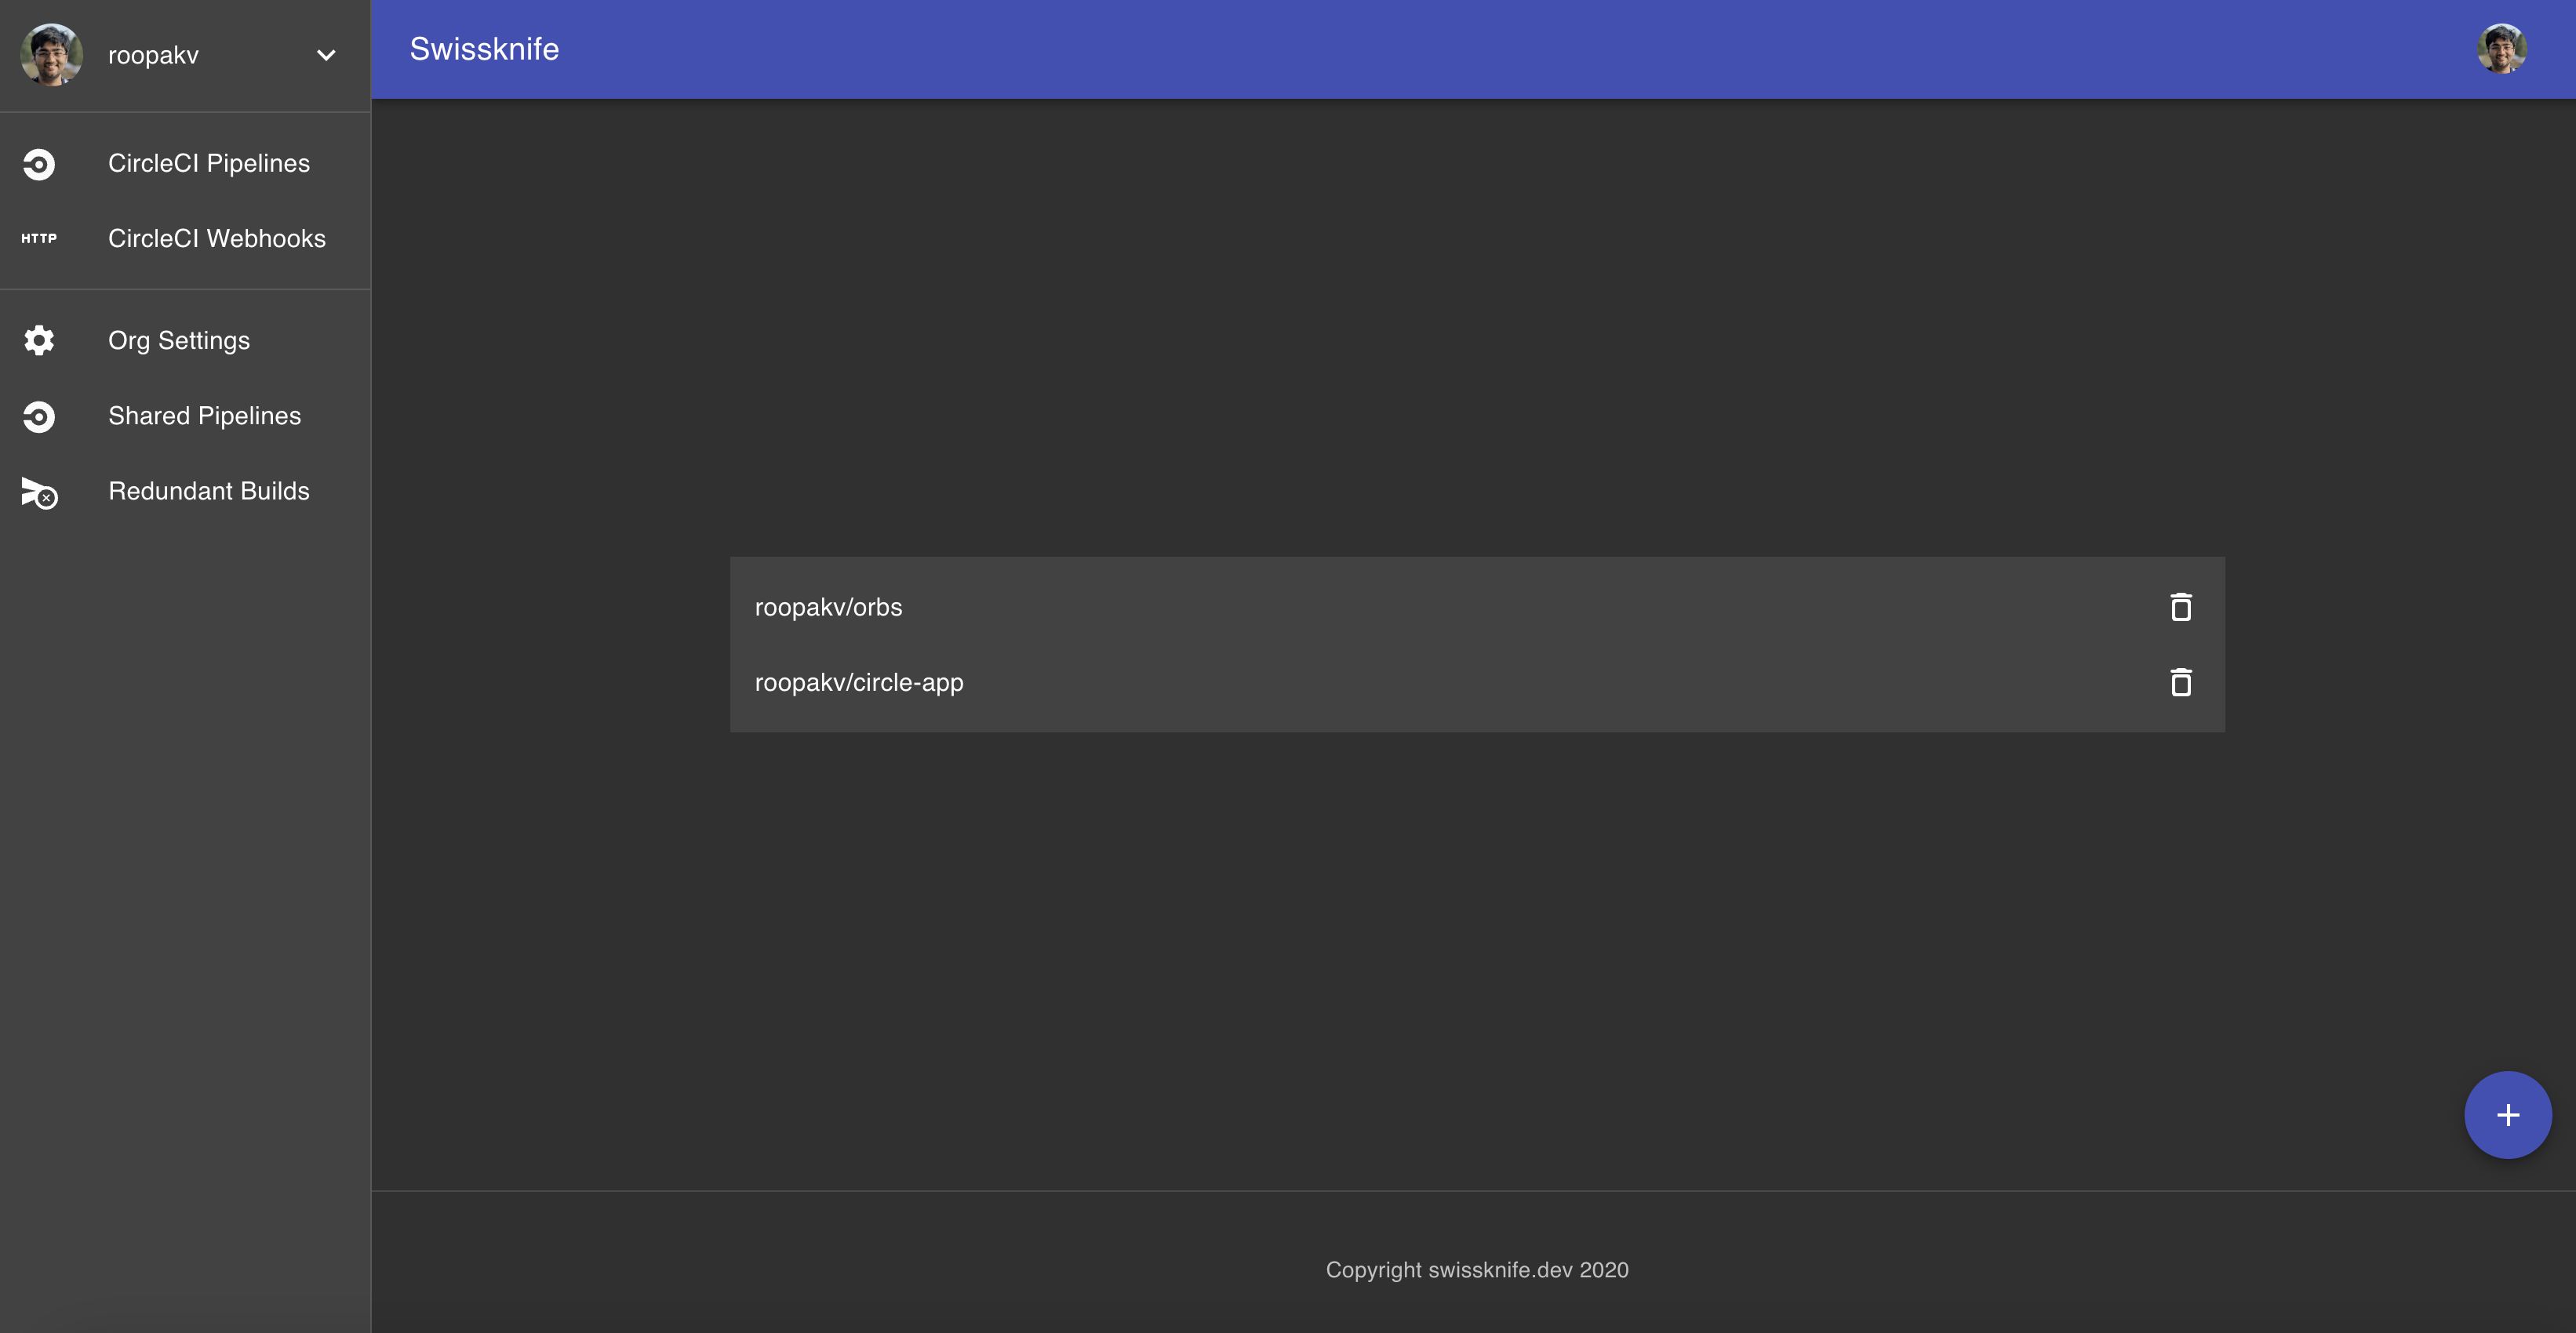 roopakv
Swissknife
CircleCI Pipelines
HTTP
CircleCI Webhooks
Org Settings
Shared Pipelines
Redundant Builds
roopakv/orbs
roopakv/circle-app
Copyright swissknife.dev 2020